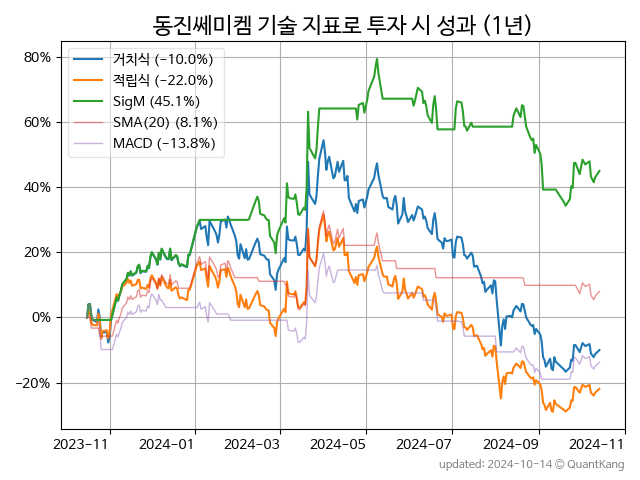 동진쎄미켐 기술 지표로 투자 시 성과 (1년)
80%
60%
40%
20%
0%
−20%
거치식 (−10.0%)
적립식 (−22.0%)
SigM (45.1%)
SMA(20) (8.1%)
MACD (−13.8%)
2023-11 2024-01 2024-03 2024-05 2024-07 2024-09 2024-11
updated: 2024-10-14 © QuantKang